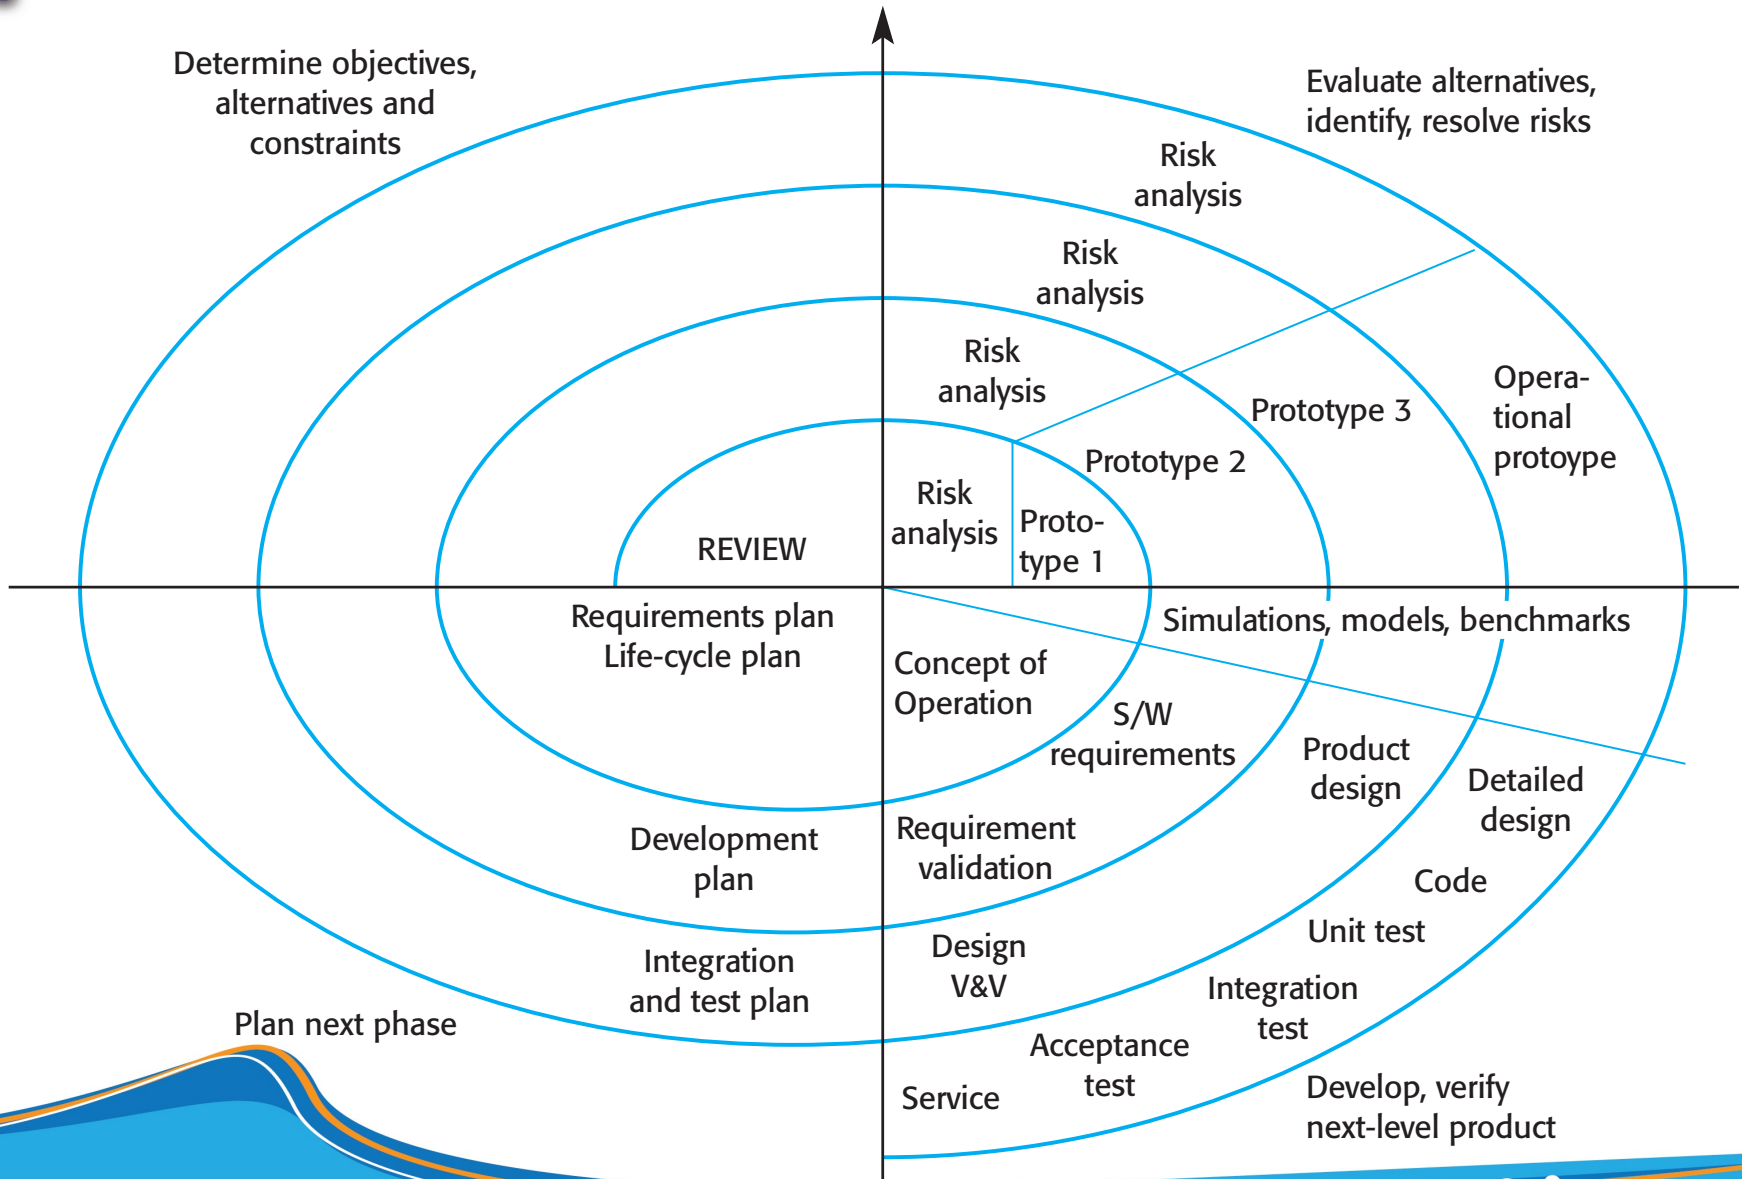 Determine objectives,
alternatives and
constraints
Evaluate alternatives,
identify, resolve risks
Risk
analysis
Risk
analysis
Risk
analysis
Opera-
tional
protoype
Prototype 3
Prototype 2
Risk
analysis
Proto-
type 1
REVIEW
Requirements plan
Life-cycle plan
Simulations, models, benchmarks
Concept of
Operation
S/W
requirements
Product
design
Detailed
design
Development
plan
Requirement
validation
Code
Unit test
Integration
and test plan
Design
V&V
Integration
test
Plan next phase
Acceptance
test
Service
Develop, verify
next-level product